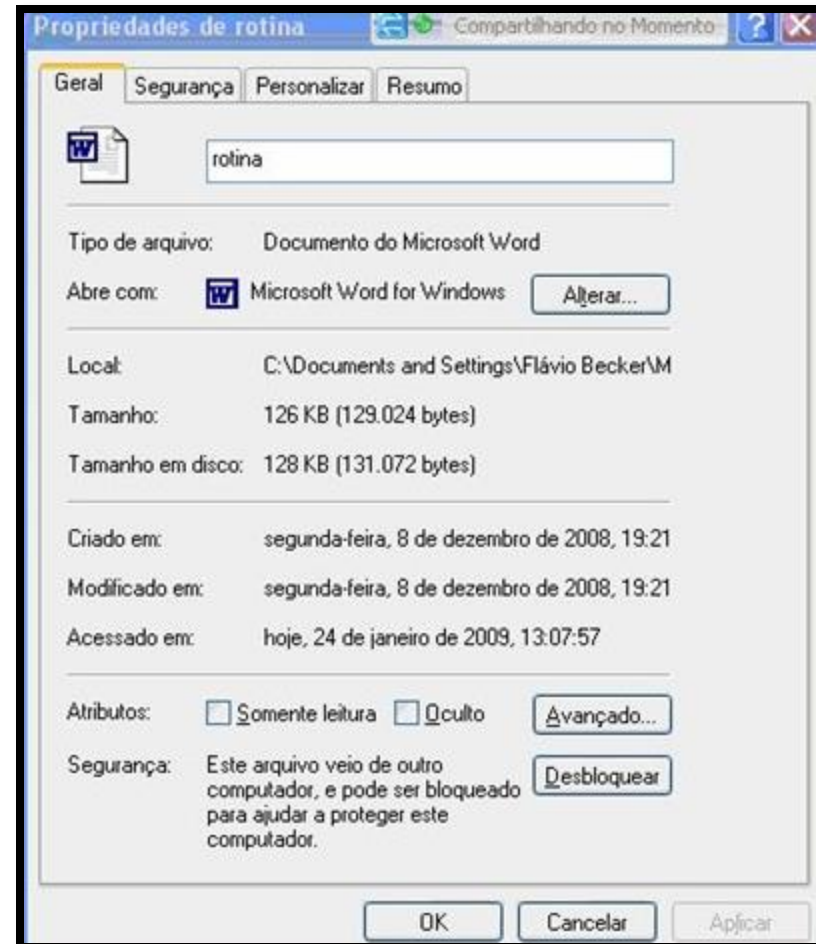 Propriedades de rotina Compartilhando no Momento
Geral Segurança Personalizar Resumo
rotina
Tipo de arquivo: Documento do Microsoft Word
Abre com: Microsoft Word for Windows Alterar...
Local: C:\Documents and Settings\Flávio Becker\M
Tamanho: 126 KB (129.024 bytes)
Tamanho em disco: 128 KB (131.072 bytes)
Criado em: segunda-feira, 8 de dezembro de 2008, 19:21
Modificado em: segunda-feira, 8 de dezembro de 2008, 19:21
Acessado em: hoje, 24 de janeiro de 2009, 13:07:57
Atributos: Somente leitura Oculto Avançado...
Segurança: Este arquivo veio de outro
computador, e pode ser bloqueado Desbloquear
para ajudar a proteger este
computador.
OK Cancelar Aplicar